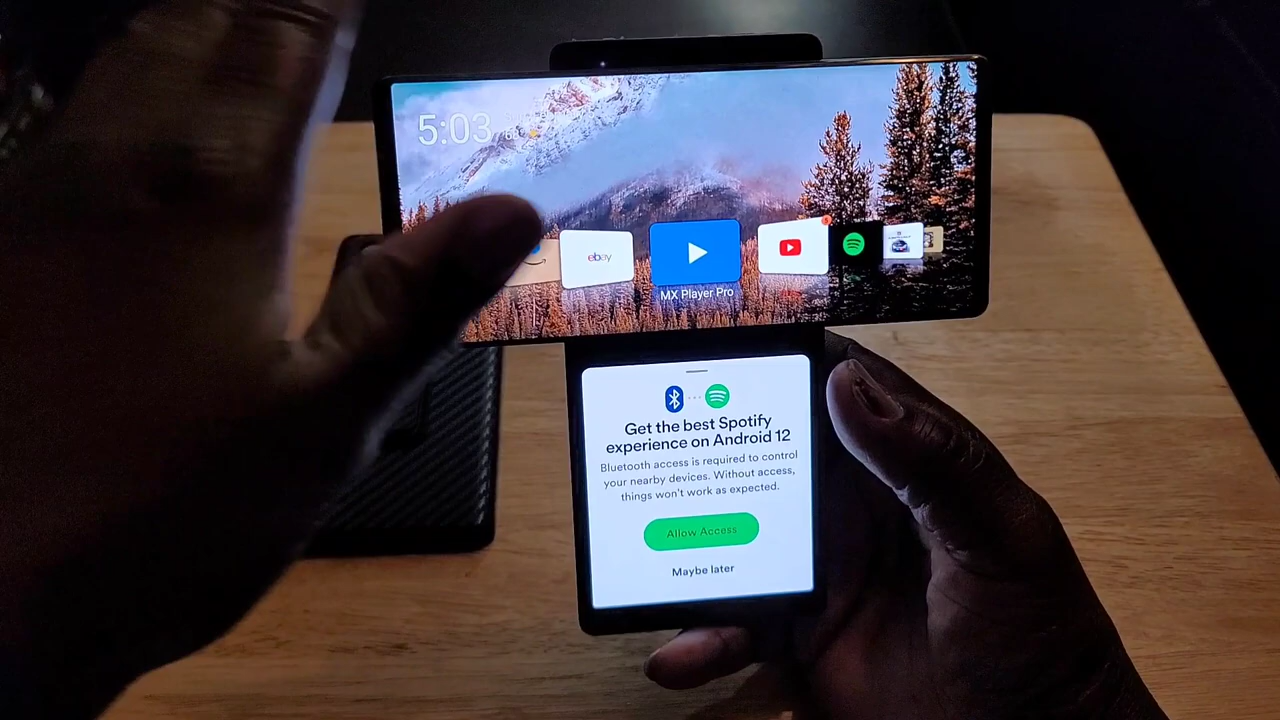 5:03
ebay
MX Player Pro
Get the best Spotify
experience on Android 12
Bluetooth access is required to control
your nearby devices. Without access,
things won't work as expected.
Allow Access
Maybe later